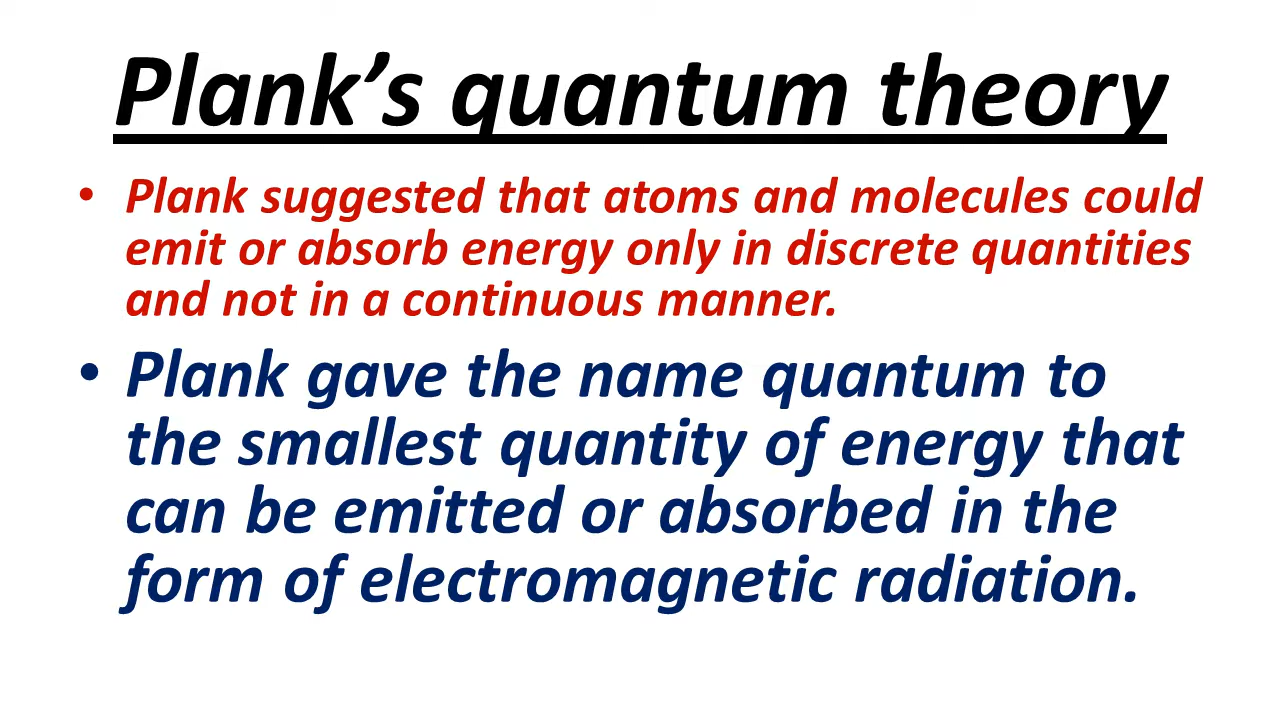 Plank’s quantum theory
• Plank suggested that atoms and molecules could
emit or absorb energy only in discrete quantities
and not in a continuous manner.
• Plank gave the name quantum to
the smallest quantity of energy that
can be emitted or absorbed in the
form of electromagnetic radiation.